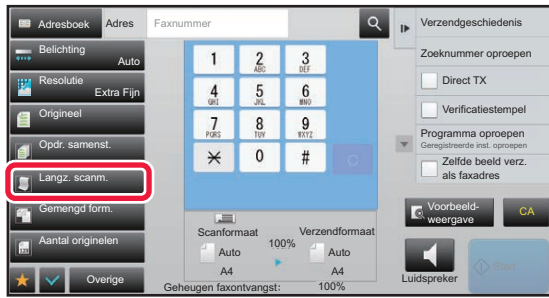 Adresboek
Adres
Faxnummer
Verzendgeschiedenis
Belichting
Auto
Zoeknummer oproepen
Resolutie
Extra Fijn
Direct TX
Origineel
Verificatiestempel
Opdr. samenst.
Programma oproepen
Geregistreerde inst. oproepen
Langz. scanm.
Zelfde beeld verz.
als faxadres
Gemengd form.
Aantal originelen
Overige
1
2
ABC
3
DEF
4
GHI
5
JKL
6
MNO
7
PQRS
8
TUV
9
WXYZ
0
#
C
Scanformaat
Verzendformaat
Auto
100%
Auto
A4
A4
Geheugen faxontvangst:
100%
Voorbeeld-
weergave
CA
Luidspreker
Start